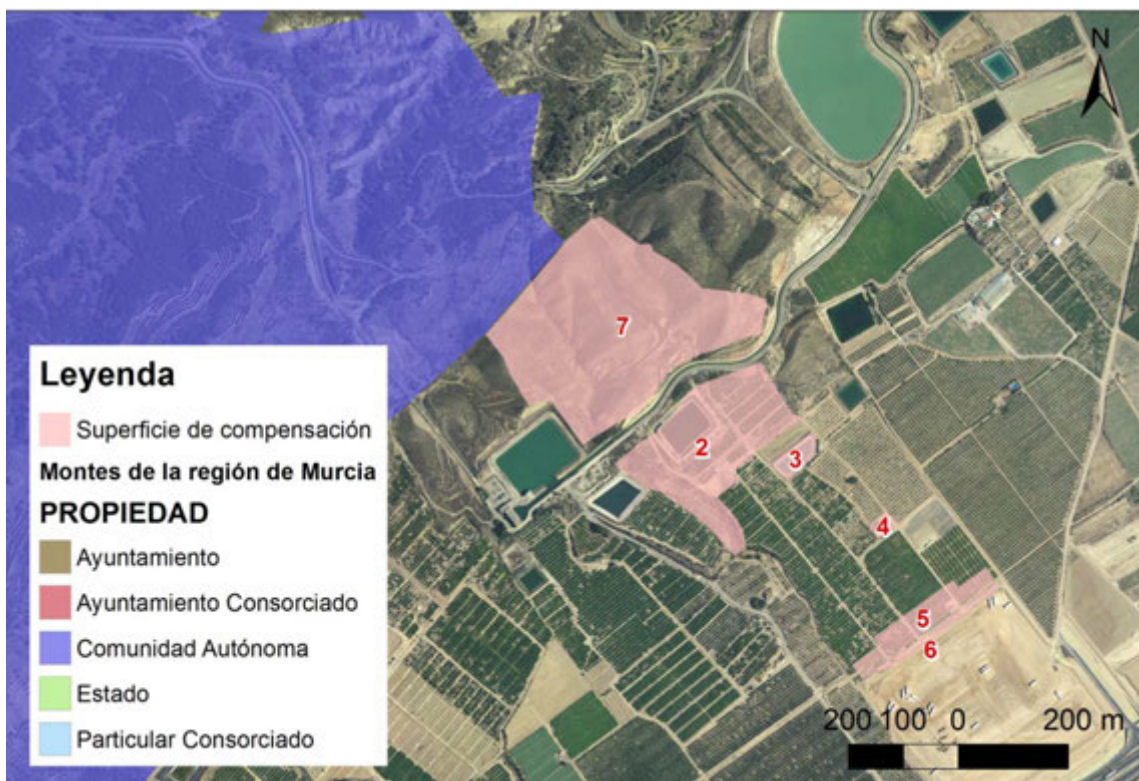 N
7
2
3
4
5
6
Leyenda
Superficie de compensación
Montes de la región de Murcia
PROPIEDAD
Ayuntamiento
Ayuntamiento Consorciado
Comunidad Autónoma
Estado
Particular Consorciado
200 100 0 200 m